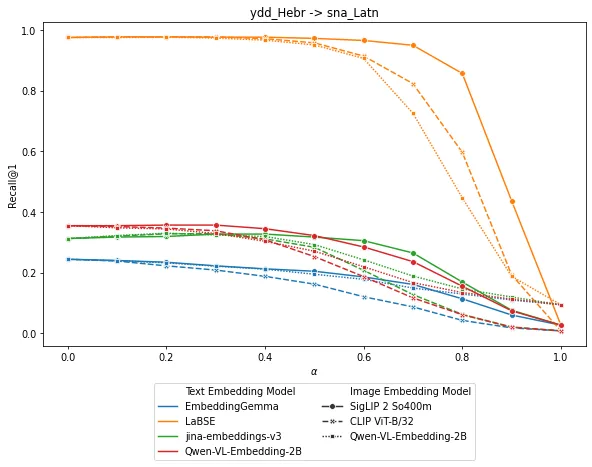 ydd_Hebr -> sna_Latn
1.0
0.8
0.6
0.4
0.2
0.0
Recall@1
0.0 0.2 0.4 0.6 0.8 1.0
α
Text Embedding Model
EmbeddingGemma
LaBSE
jina-embeddings-v3
Qwen-VL-Embedding-2B
Image Embedding Model
SigLIP 2 So400m
CLIP ViT-B/32
Qwen-VL-Embedding-2B